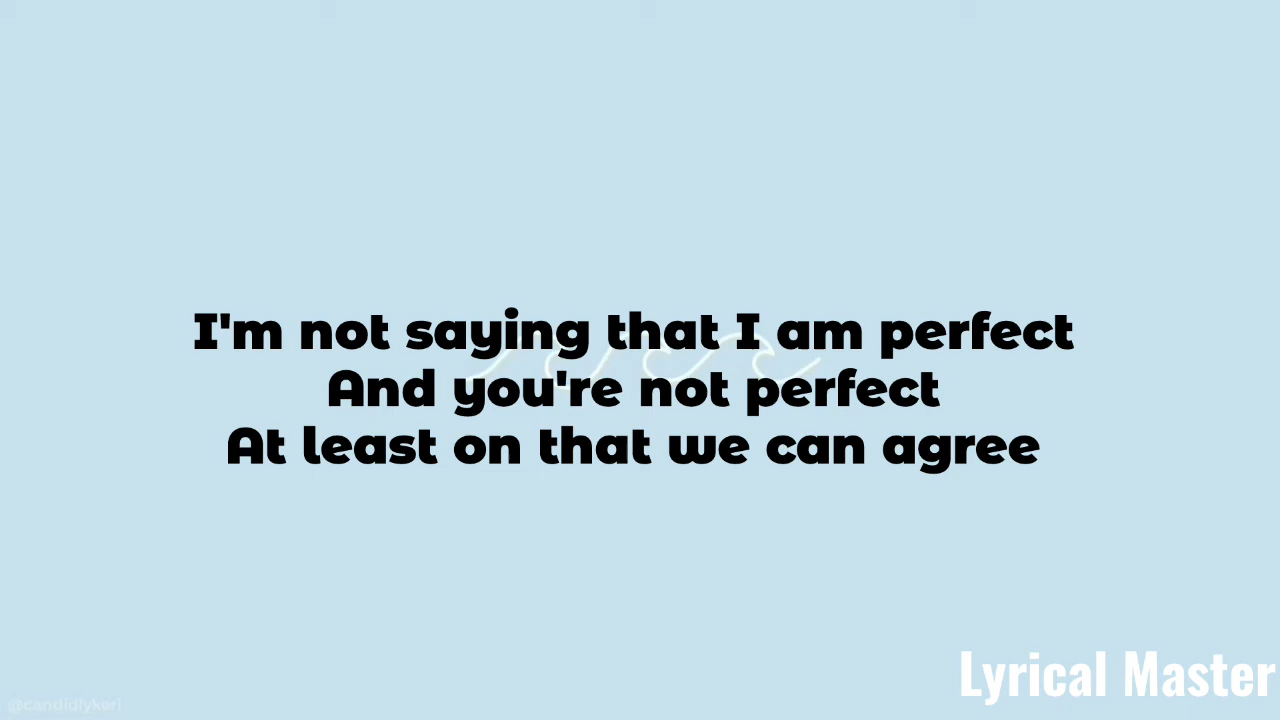 I'm not saying that I am perfect
And you're not perfect
At least on that we can agree
Lyrical Master
@candidlykeri